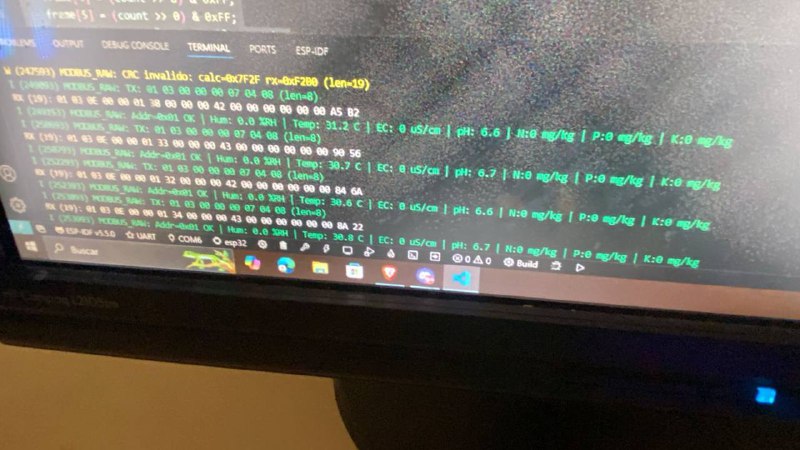 frame[5] = (count >> 0) & 0xFF;
PROBLEMS OUTPUT DEBUG CONSOLE TERMINAL PORTS ESP-IDF
W (242593) MODBUS_RAW: CRC invalido: calc=0x7F2F rx=0xF2B0 (len=19)
MODBUS_RAW: TX: 01 03 00 00 00 07 04 08 (len=8)
RX (19): 01 03 0E 00 00 01 38 00 00 00 42 00 00 00 00 00 00 A5 B2
MODBUS_RAW: Addr=0x01 OK | Hum: 0.0 %RH | Temp: 31.2 C | EC: 0 uS/cm | pH: 6.6 | N:0 mg/kg | P:0 mg/kg | K:0 mg/kg
MODBUS_RAW: TX: 01 03 00 00 00 07 04 08 (len=8)
RX (19): 01 03 0E 00 00 01 33 00 00 00 43 00 00 00 00 00 00 90 56
MODBUS_RAW: Addr=0x01 OK | Hum: 0.0 %RH | Temp: 30.7 C | EC: 0 uS/cm | pH: 6.7 | N:0 mg/kg | P:0 mg/kg | K:0 mg/kg
MODBUS_RAW: TX: 01 03 00 00 00 07 04 08 (len=8)
RX (19): 01 03 0E 00 00 01 32 00 00 00 42 00 00 00 00 00 00 84 6A
MODBUS_RAW: Addr=0x01 OK | Hum: 0.0 %RH | Temp: 30.6 C | EC: 0 uS/cm | pH: 6.6 | N:0 mg/kg | P:0 mg/kg | K:0 mg/kg
MODBUS_RAW: TX: 01 03 00 00 00 07 04 08 (len=8)
RX (19): 01 03 0E 00 00 01 34 00 00 00 43 00 00 00 00 00 00 8A 22
MODBUS_RAW: Addr=0x01 OK | Hum: 0.0 %RH | Temp: 30.8 C | EC: 0 uS/cm | pH: 6.7 | N:0 mg/kg | P:0 mg/kg | K:0 mg/kg
ESP-IDF v5.5.0 UART COM6 esp32 0 0 Build
Buscar